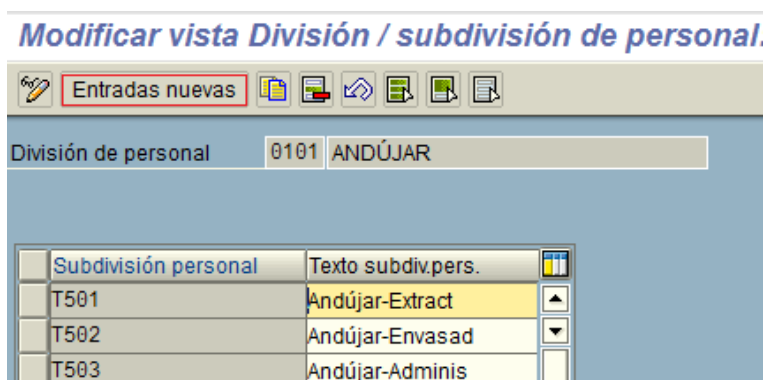 Modificar vista División / subdivisión de personal.
Entradas nuevas
División de personal 0101 ANDÚJAR
Subdivisión personal Texto subdiv.pers.
T501 Andújar-Extract
T502 Andújar-Envasad
T503 Andújar-Adminis